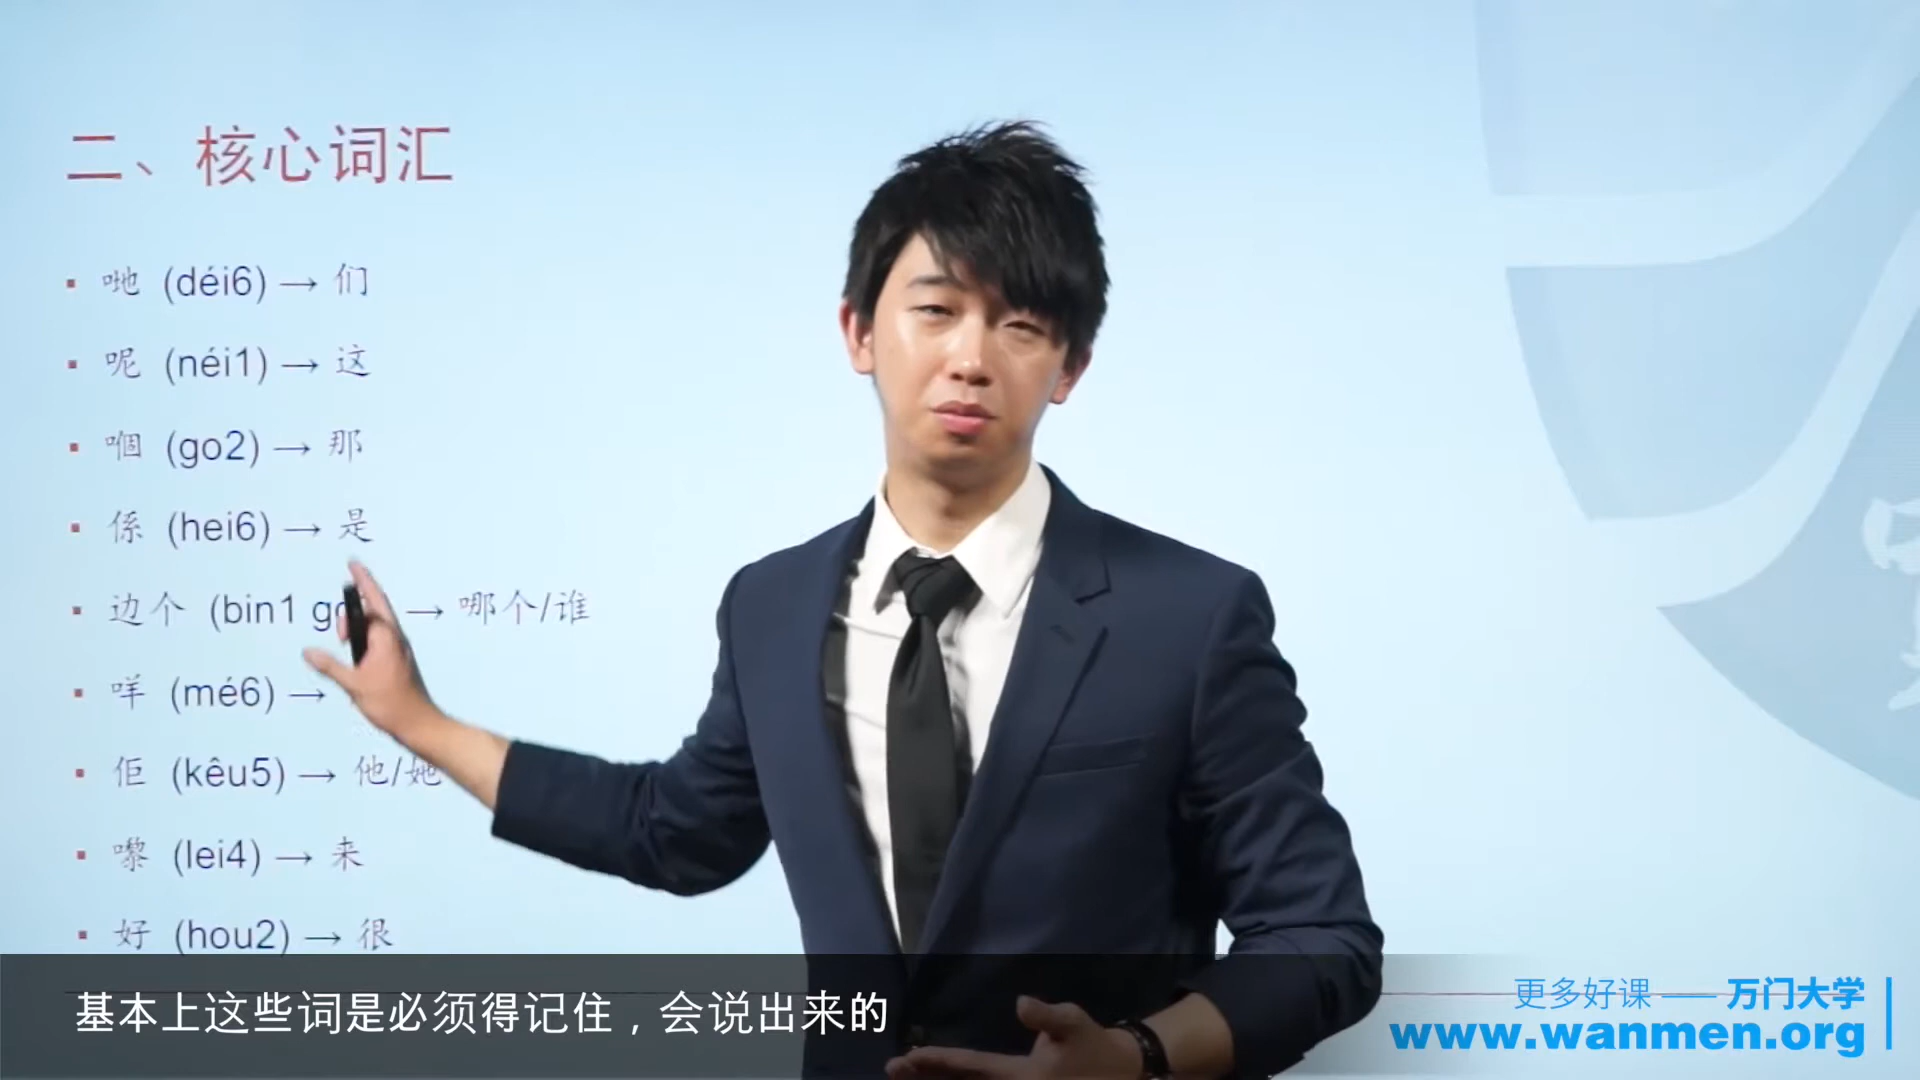 二、核心词汇
▪ 哋 (déi6) → 们
▪ 呢 (néi1) → 这
▪ 嗰 (go2) → 那
▪ 係 (hei6) → 是
▪ 边个 (bin1 → 哪个/谁
▪ 咩 (mé6) →
▪ 佢 (kêu5) → 他/她
▪ 嚟 (lei4) → 来
▪ 好 (hou2) → 很
基本上这些词是必须得记住，会说出来的
更多好课 —— 万门大学
www.wanmen.org